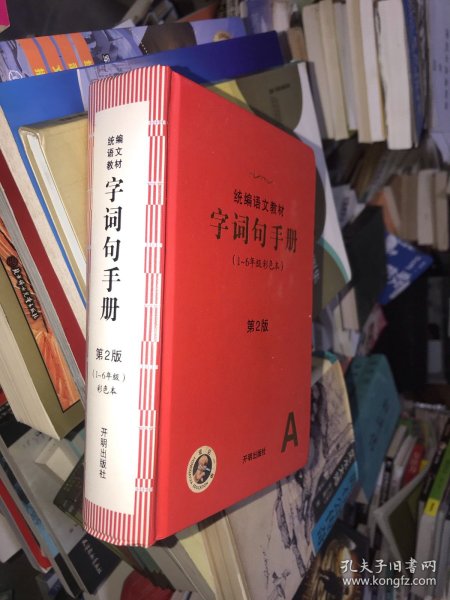 统编
语文
教材
字词句手册
第2版
(1~6年级)
彩色本
开明出版社
统编语文教材
字词句手册
(1~6年级彩色本)
第2版
A
开明出版社
孔夫子旧书网
www.kongfz.com